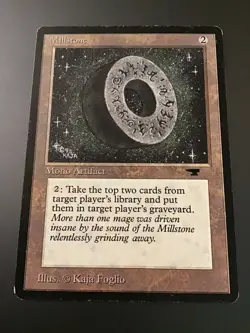 Millstone 2
Mono Artifact
2: Take the top two cards from
target player's library and put
them in target player's graveyard.
More than one mage was driven
insane by the sound of the Millstone
relentlessly grinding away.
Illus. © Kaja Foglio